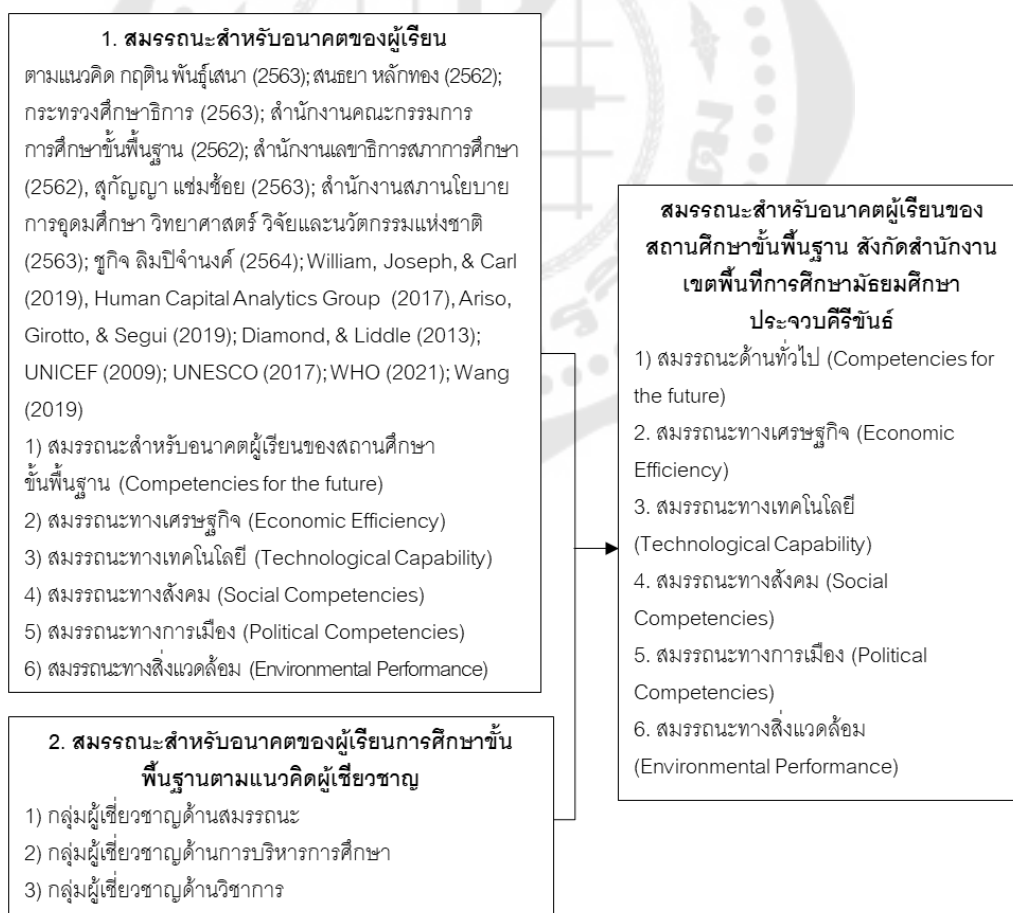 1. สมรรถนะสำหรับอนาคตของผู้เรียน
ตามแนวคิด กฤติน พันธุ์เสนา (2563); สนธยา หลักทอง (2562);
กระทรวงศึกษาธิการ (2563); สำนักงานคณะกรรมการ
การศึกษาขั้นพื้นฐาน (2562); สำนักงานเลขาธิการสภาการศึกษา
(2562), สุกัญญา แช่มช้อย (2563); สำนักงานสภานโยบาย
การอุดมศึกษา วิทยาศาสตร์ วิจัยและนวัตกรรมแห่งชาติ
(2563); ชูกิจ ลิมปิจำนงค์ (2564); William, Joseph, & Carl
(2019), Human Capital Analytics Group (2017), Ariso,
Girotto, & Segui (2019); Diamond, & Liddle (2013);
UNICEF (2009); UNESCO (2017); WHO (2021); Wang
(2019)
1) สมรรถนะสำหรับอนาคตผู้เรียนของสถานศึกษา
ขั้นพื้นฐาน (Competencies for the future)
2) สมรรถนะทางเศรษฐกิจ (Economic Efficiency)
3) สมรรถนะทางเทคโนโลยี (Technological Capability)
4) สมรรถนะทางสังคม (Social Competencies)
5) สมรรถนะทางการเมือง (Political Competencies)
6) สมรรถนะทางสิ่งแวดล้อม (Environmental Performance)
2. สมรรถนะสำหรับอนาคตของผู้เรียนการศึกษาขั้น
พื้นฐานตามแนวคิดผู้เชี่ยวชาญ
1) กลุ่มผู้เชี่ยวชาญด้านสมรรถนะ
2) กลุ่มผู้เชี่ยวชาญด้านการบริหารการศึกษา
3) กลุ่มผู้เชี่ยวชาญด้านวิชาการ
สมรรถนะสำหรับอนาคตผู้เรียนของ
สถานศึกษาขั้นพื้นฐาน สังกัดสำนักงาน
เขตพื้นที่การศึกษามัธยมศึกษา
ประจวบคีรีขันธ์
1) สมรรถนะด้านทั่วไป (Competencies for
the future)
2. สมรรถนะทางเศรษฐกิจ (Economic
Efficiency)
3. สมรรถนะทางเทคโนโลยี
(Technological Capability)
4. สมรรถนะทางสังคม (Social
Competencies)
5. สมรรถนะทางการเมือง (Political
Competencies)
6. สมรรถนะทางสิ่งแวดล้อม
(Environmental Performance)